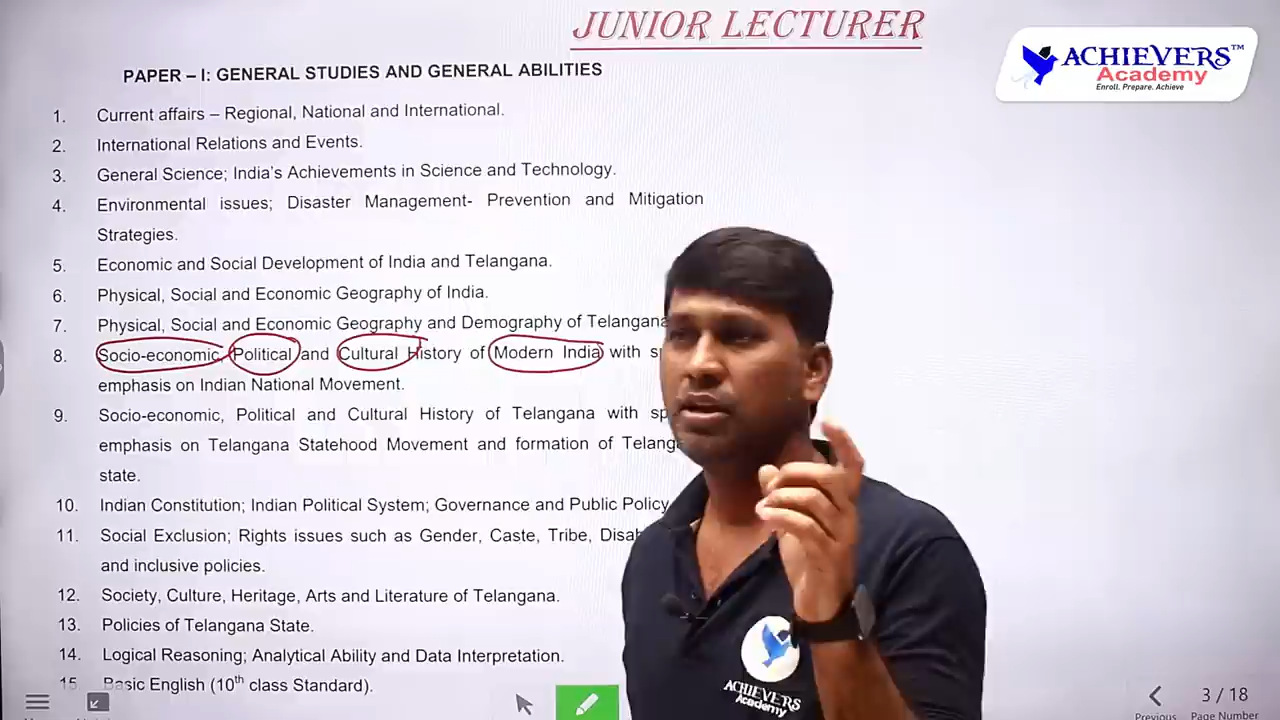 JUNIOR LECTURER
ACHIEVERS™
Academy
Enroll. Prepare. Achieve
PAPER – I: GENERAL STUDIES AND GENERAL ABILITIES
1. Current affairs – Regional, National and International.
2. International Relations and Events.
3. General Science; India's Achievements in Science and Technology.
4. Environmental issues; Disaster Management- Prevention and Mitigation
Strategies.
5. Economic and Social Development of India and Telangana.
6. Physical, Social and Economic Geography of India.
7. Physical, Social and Economic Geography and Demography of Telangana
8. Socio-economic, Political and Cultural History of Modern India with
emphasis on Indian National Movement.
9. Socio-economic, Political and Cultural History of Telangana with
emphasis on Telangana Statehood Movement and formation of
state.
10. Indian Constitution; Indian Political System; Governance and Public Policy
11. Social Exclusion; Rights issues such as Gender, Caste, Tribe,
and inclusive policies.
12. Society, Culture, Heritage, Arts and Literature of Telangana.
13. Policies of Telangana State.
14. Logical Reasoning; Analytical Ability and Data Interpretation.
15. Basic English (10th class Standard).
ACHIEVERS
Academy
3 / 18
Previous Page Number